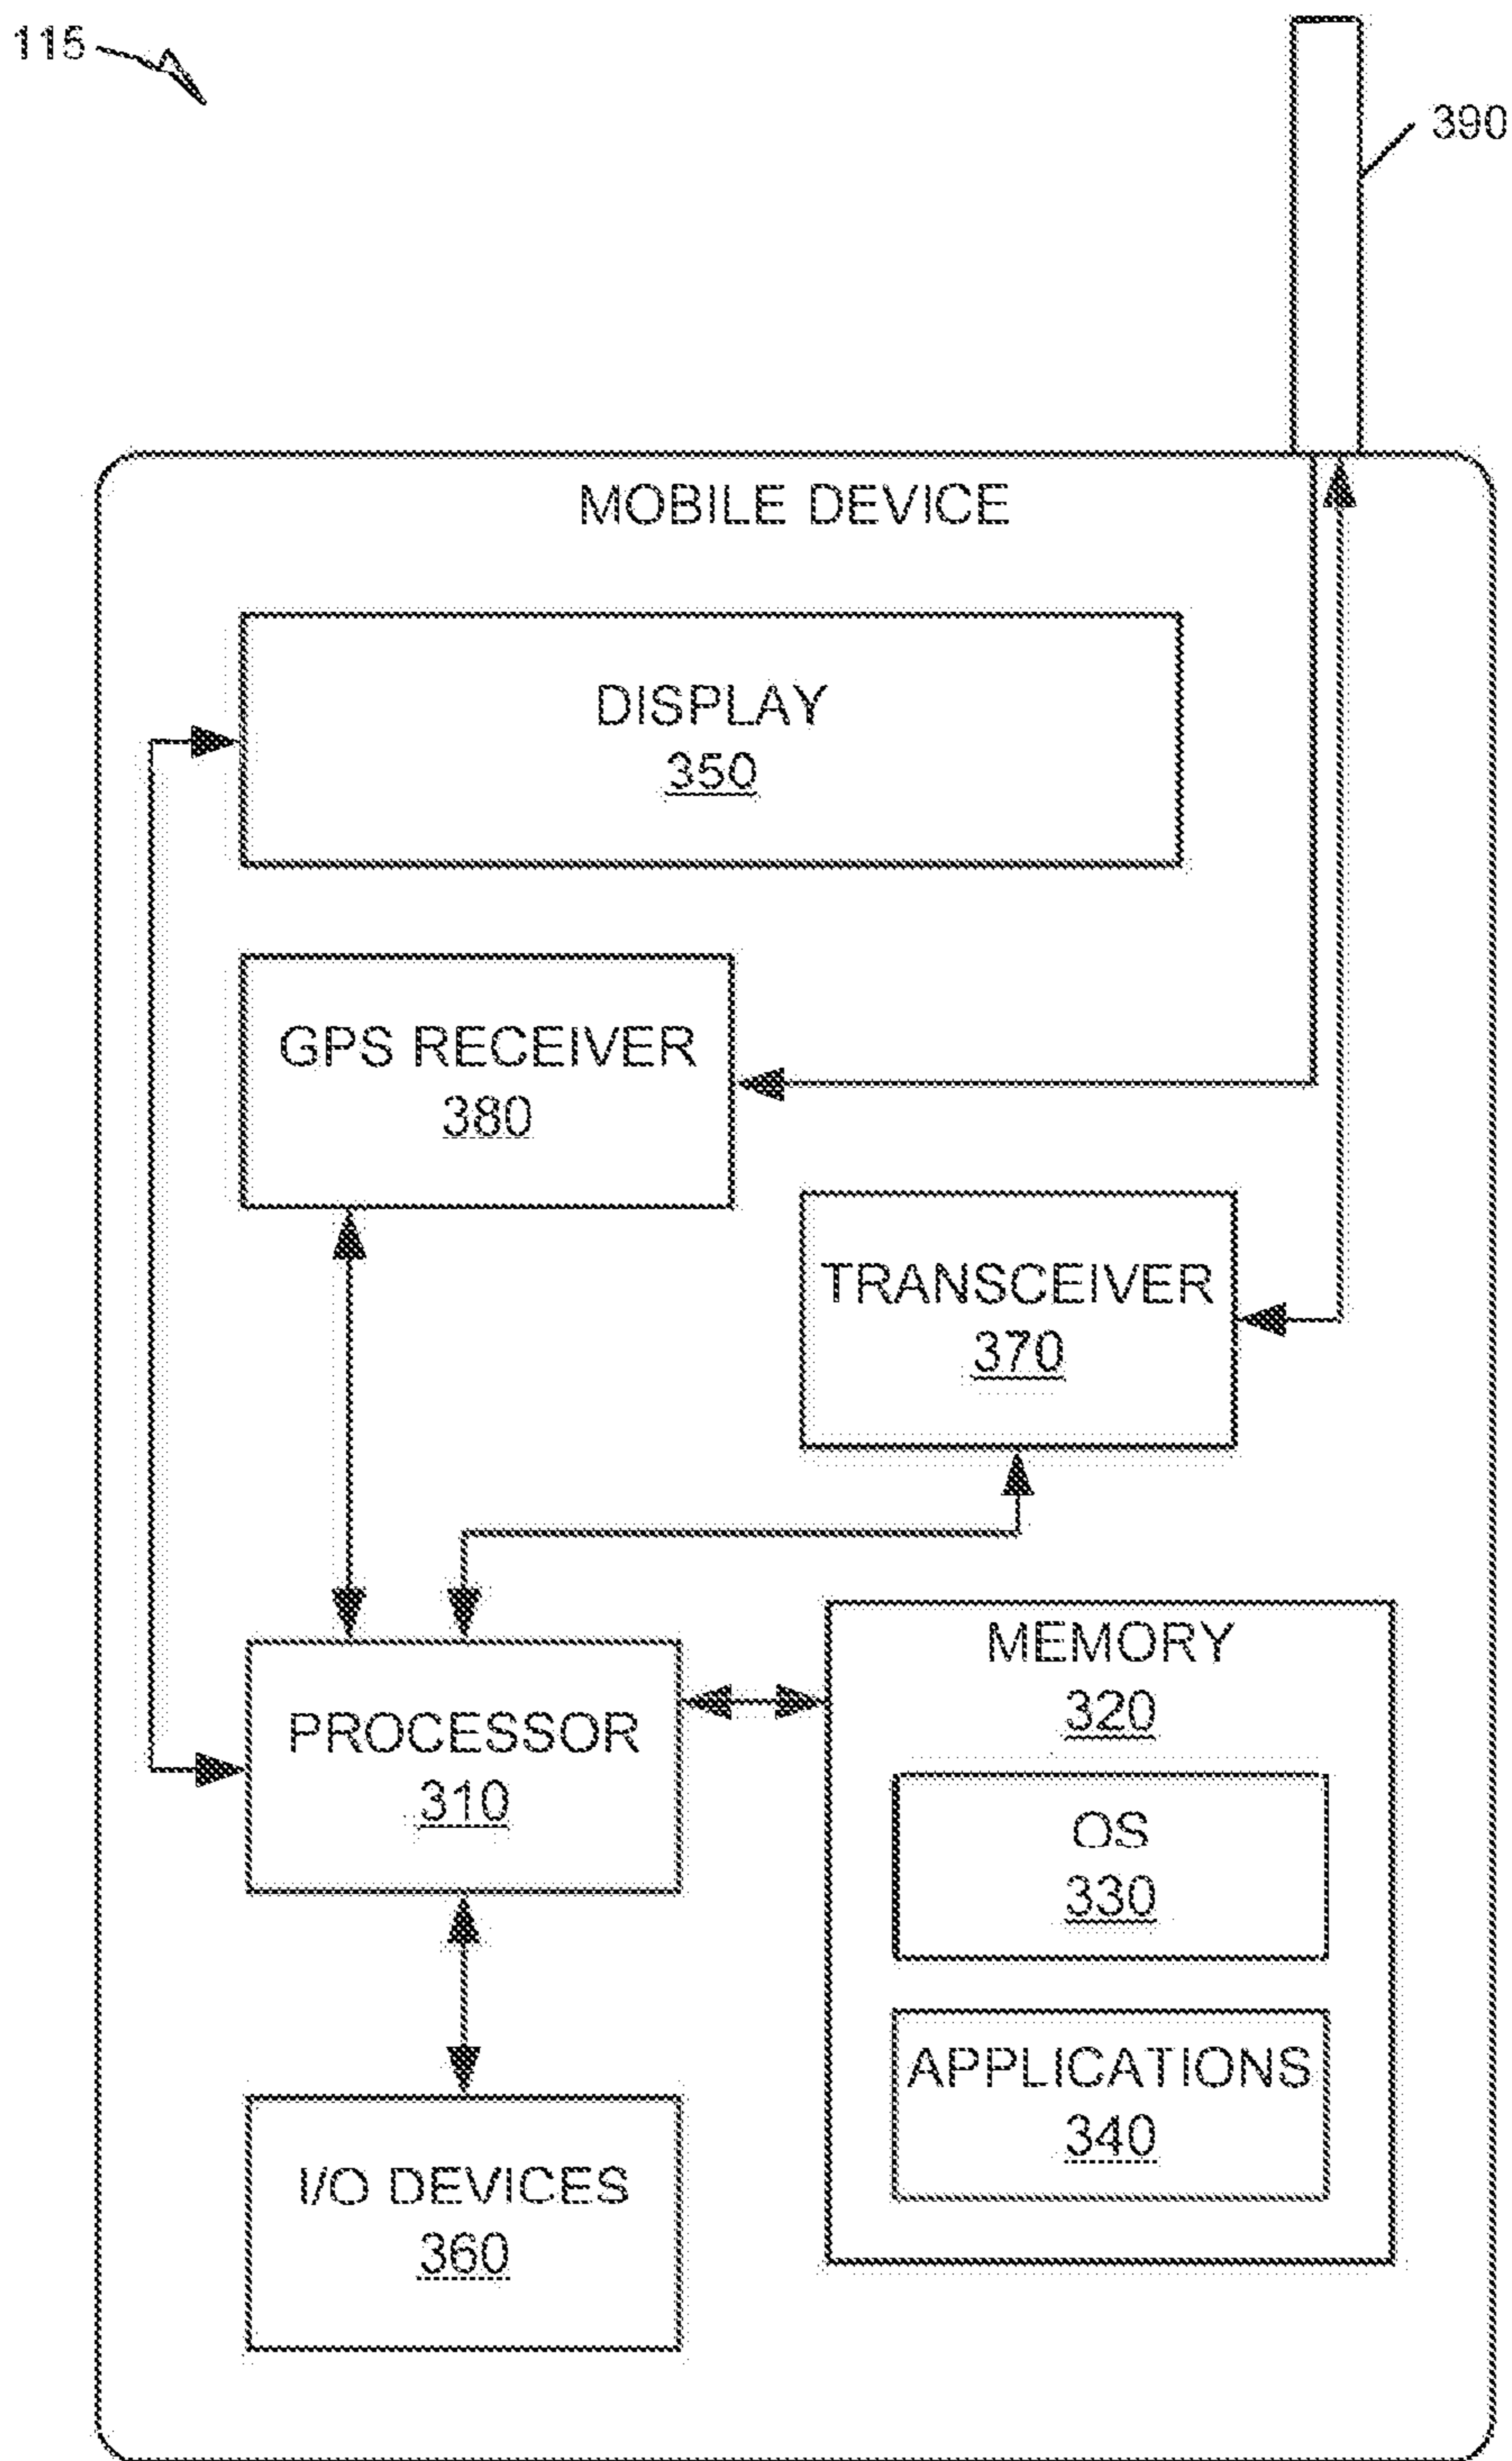 115
390
MOBILE DEVICE
DISPLAY
350
GPS RECEIVER
380
TRANSCEIVER
370
PROCESSOR
310
MEMORY
320
OS
330
APPLICATIONS
340
I/O DEVICES
360